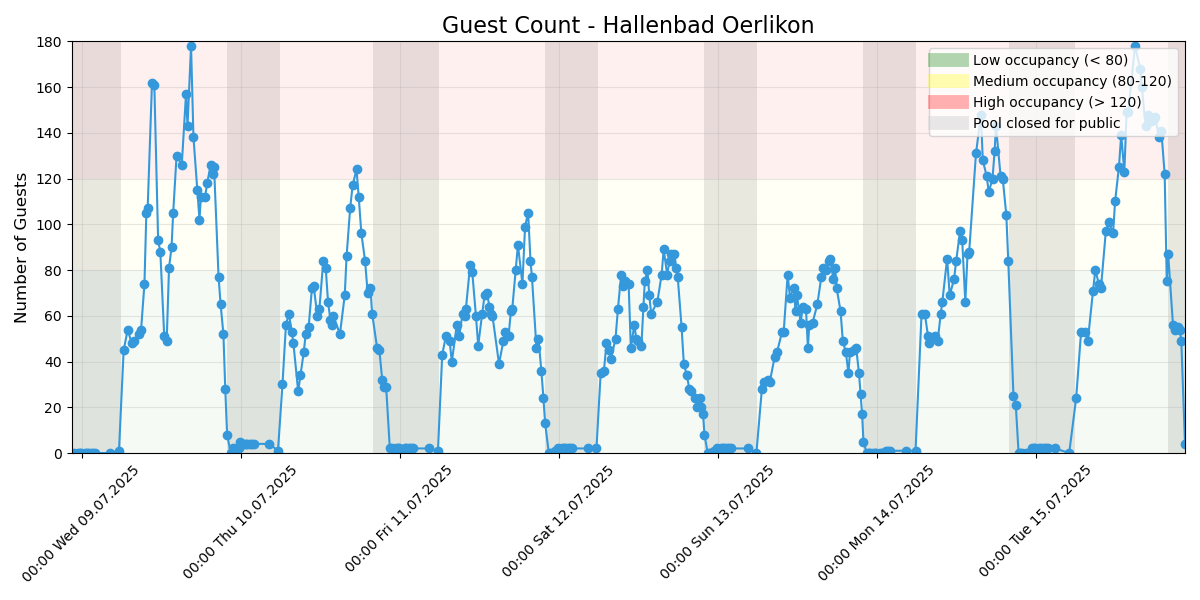 Guest Count - Hallenbad Oerlikon
Number of Guests
180
160
140
120
100
80
60
40
20
0
Low occupancy (< 80)
Medium occupancy (80-120)
High occupancy (> 120)
Pool closed for public
00:00 Wed 09.07.2025
00:00 Thu 10.07.2025
00:00 Fri 11.07.2025
00:00 Sat 12.07.2025
00:00 Sun 13.07.2025
00:00 Mon 14.07.2025
00:00 Tue 15.07.2025